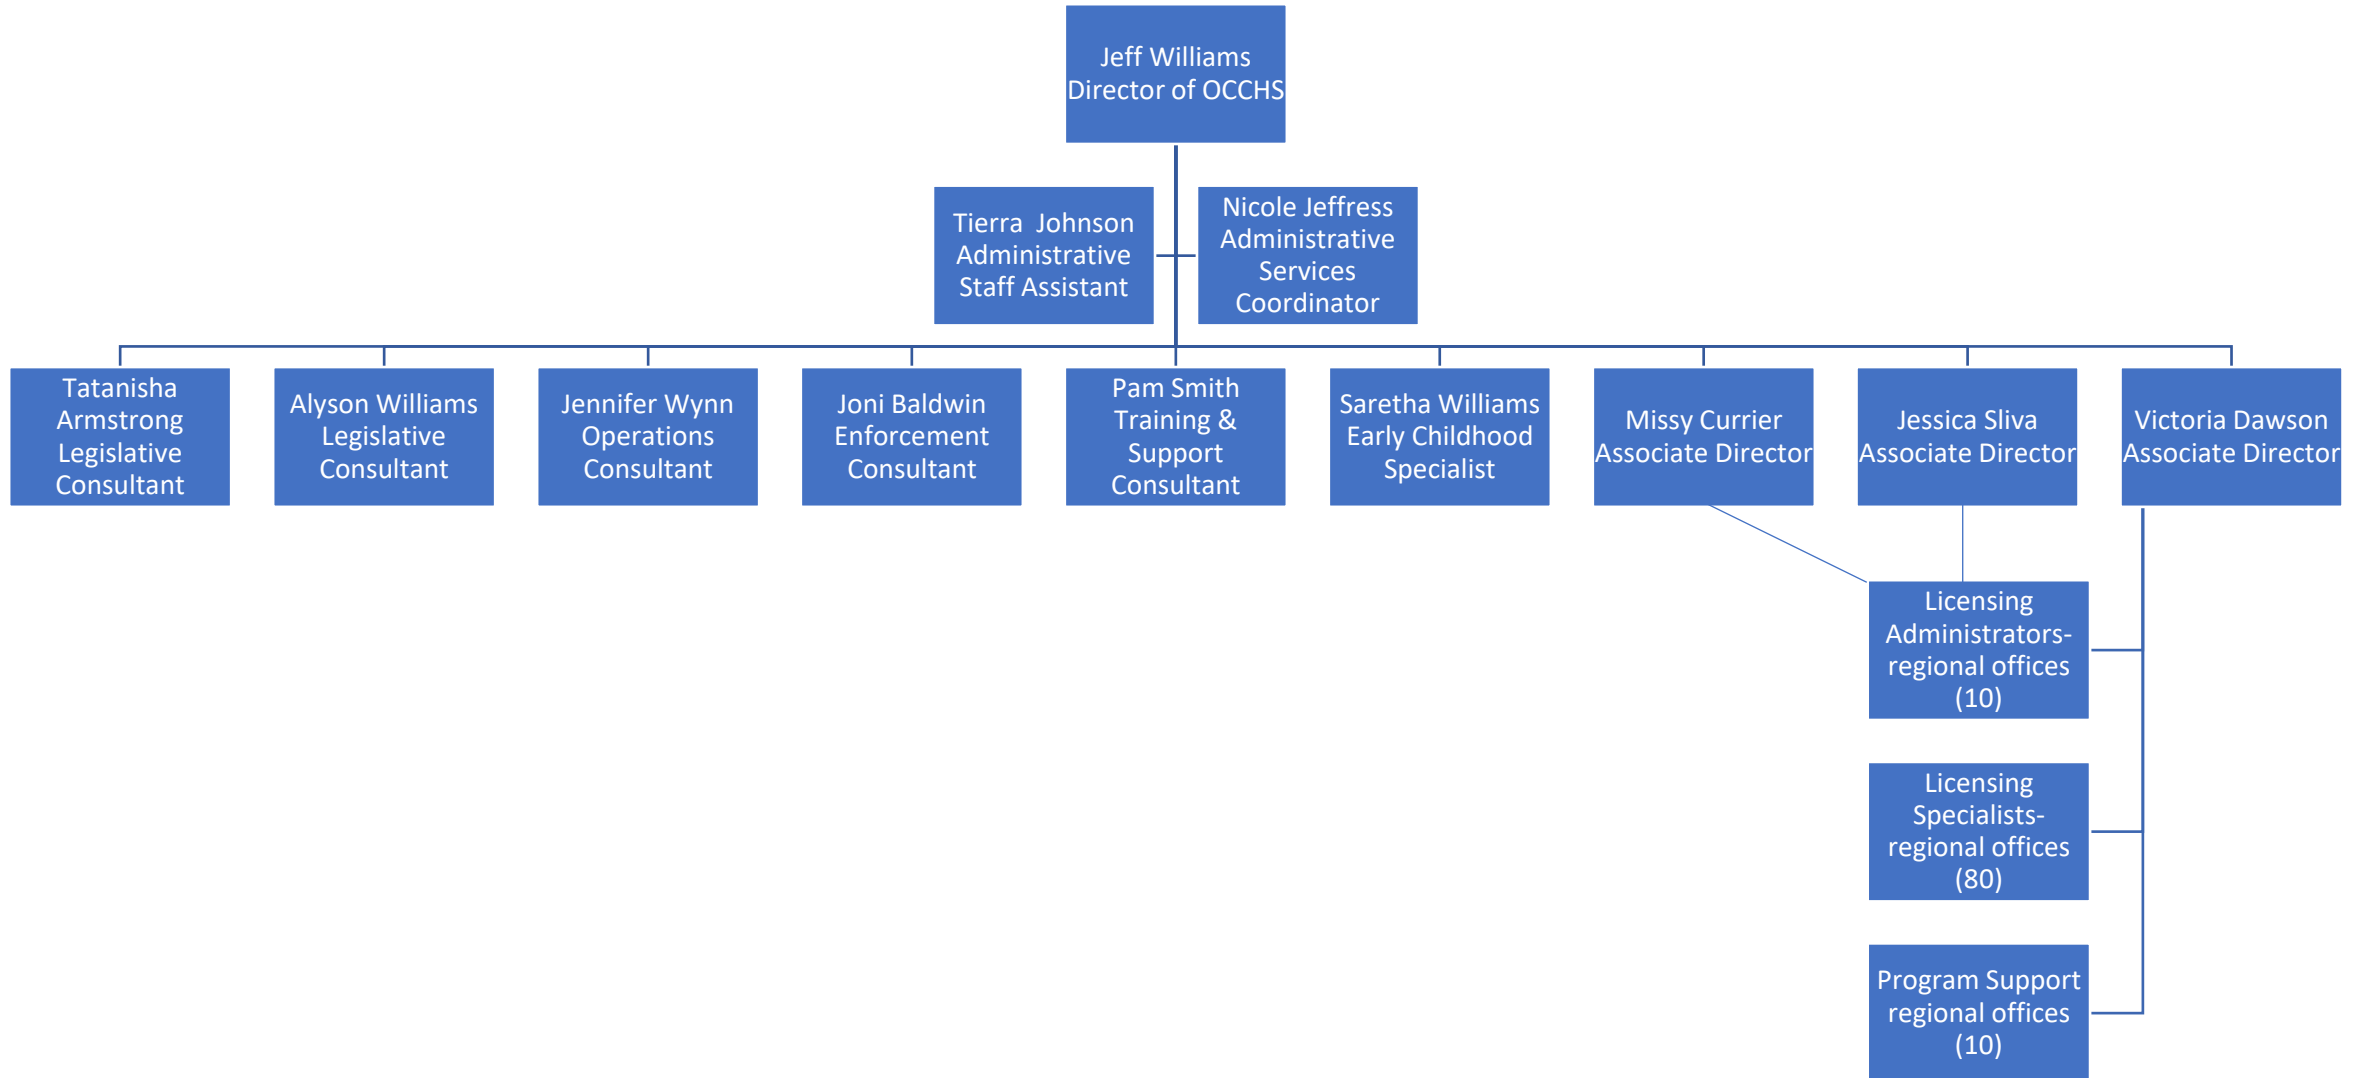 Jeff Williams
Director of OCCHS
Tierra  Johnson
Administrative
Staff Assistant
Nicole Jeffress
Administrative
Services
Coordinator
Tatanisha
Armstrong
Legislative
Consultant
Alyson Williams
Legislative
Consultant
Jennifer Wynn
Operations
Consultant
Joni Baldwin
Enforcement
Consultant
Pam Smith
Training &
Support
Consultant
Saretha Williams
Early Childhood
Specialist
Missy Currier
Associate Director
Jessica Sliva
Associate Director
Victoria Dawson
Associate Director
Licensing
Administrators-
regional offices
(10)
Licensing
Specialists-
regional offices
(80)
Program Support
regional offices
(10)